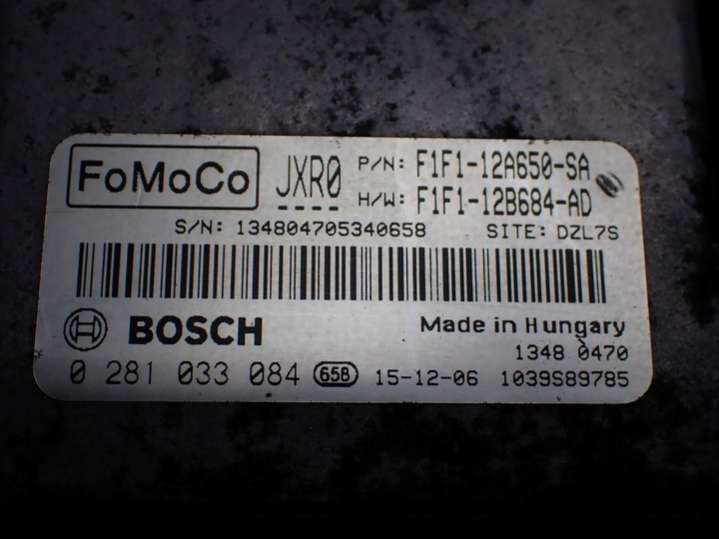 FoMoCo JXR0 P/N: F1F1-12A650-SA
H/W: F1F1-12B684-AD
S/N: 134804705340658 SITE: DZL7S
BOSCH Made in Hungary
1348 0470
0 281 033 084 65B 15-12-06 1039S89785